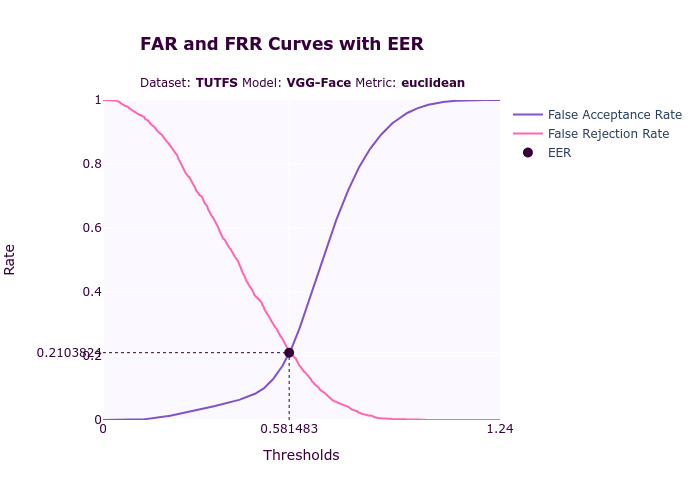 FAR and FRR Curves with EER
Dataset: TUTFS Model: VGG-Face Metric: euclidean
1
0.8
0.6
0.4
0.2
0
0.2103824
0
0.581483
1.24
Rate
Thresholds
False Acceptance Rate
False Rejection Rate
EER